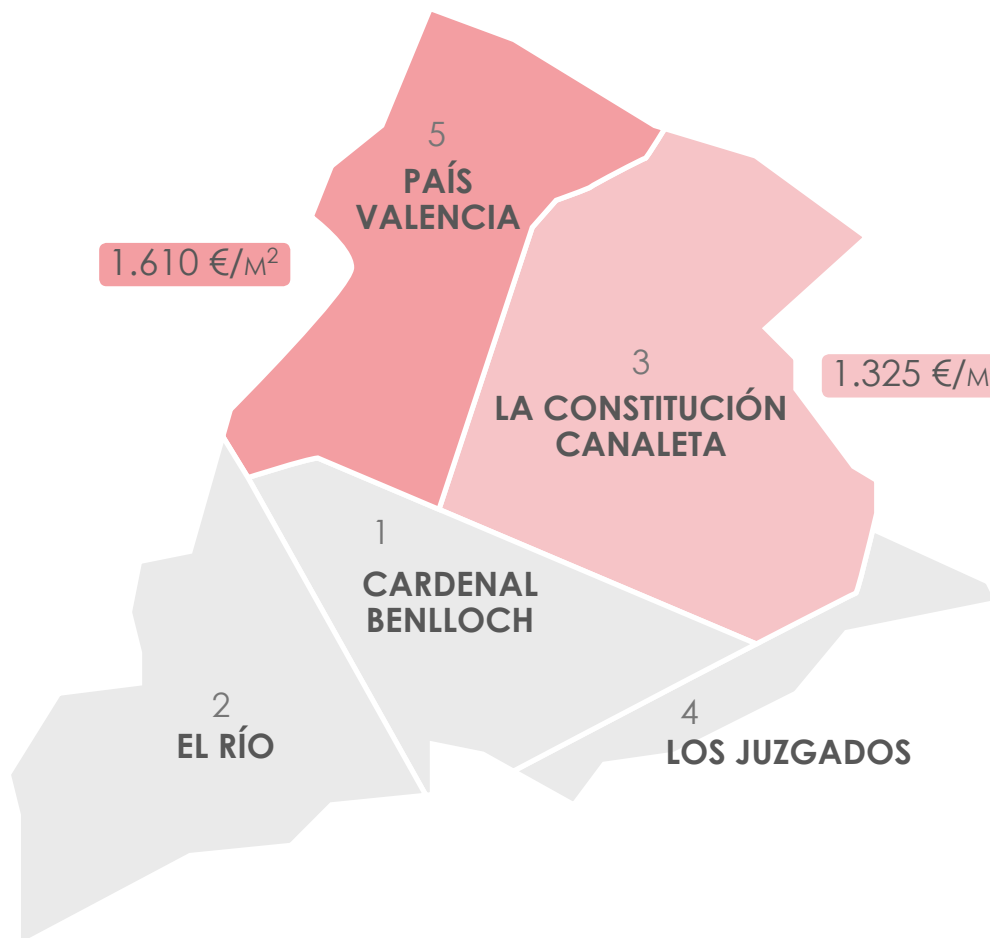 5
PAÍS
VALENCIA
1.610 €/M²
3
1.325 €/M
LA CONSTITUCIÓN
CANALETA
1
CARDENAL
BENLLOCH
2
EL RÍO
4
LOS JUZGADOS